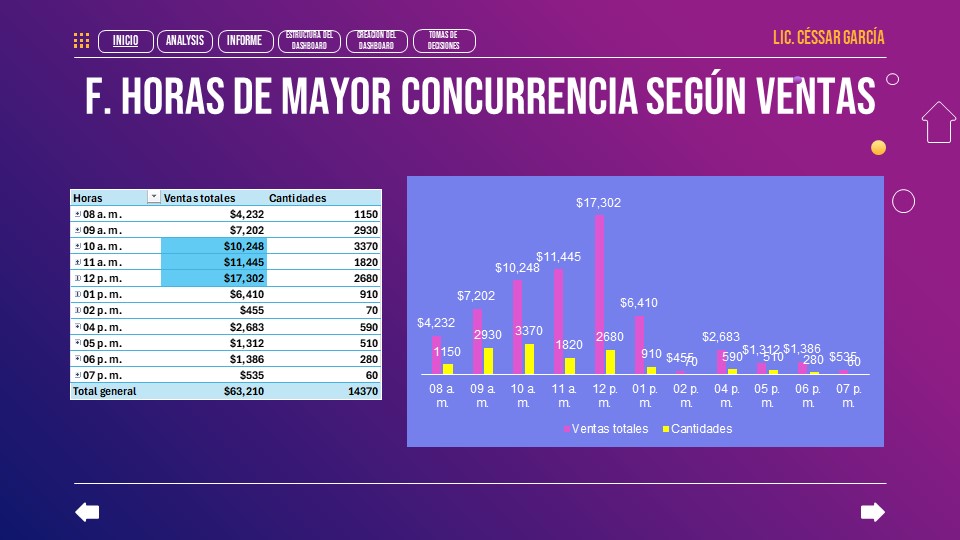 INICIO
ANALYSIS
INFORME
ESTRUCTURA DEL
DASHBOARD
CREACION DEL
DASHBOARD
TOMAS DE
DECISIONES
LIC. CÉSSAR GARCÍA
F. HORAS DE MAYOR CONCURRENCIA SEGÚN VENTAS
Horas Ventas totales Cantidades
08 a. m. $4,232 1150
09 a. m. $7,202 2930
10 a. m. $10,248 3370
11 a. m. $11,445 1820
12 p. m. $17,302 2680
01 p. m. $6,410 910
02 p. m. $455 70
04 p. m. $2,683 590
05 p. m. $1,312 510
06 p. m. $1,386 280
07 p. m. $535 60
Total general $63,210 14370
$17,302
$11,445
$10,248
$7,202
$6,410
$4,232
2930
3370
2680
$2,683
1820
1150
910
$455
70
590
$1,312
510
$1,386
280
$535
60
08 a. 09 a. 10 a. 11 a. 12 p. 01 p. 02 p. 04 p. 05 p. 06 p. 07 p.
m. m. m. m. m. m. m. m. m. m. m.
Ventas totales Cantidades